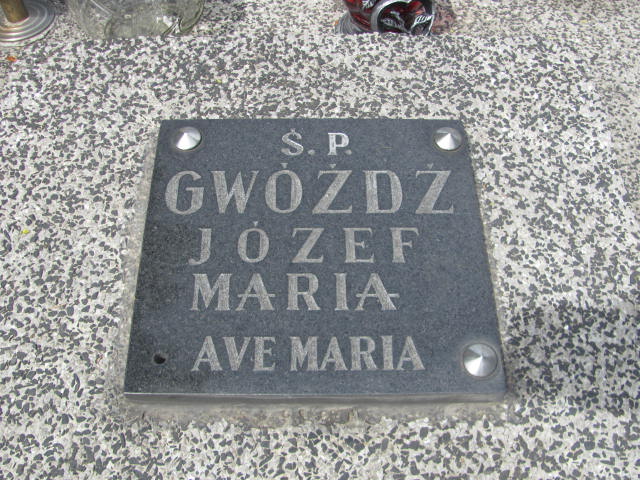 Ś. P.
GWÓŹDŹ
JÓZEF
MARIA
AVE MARIA